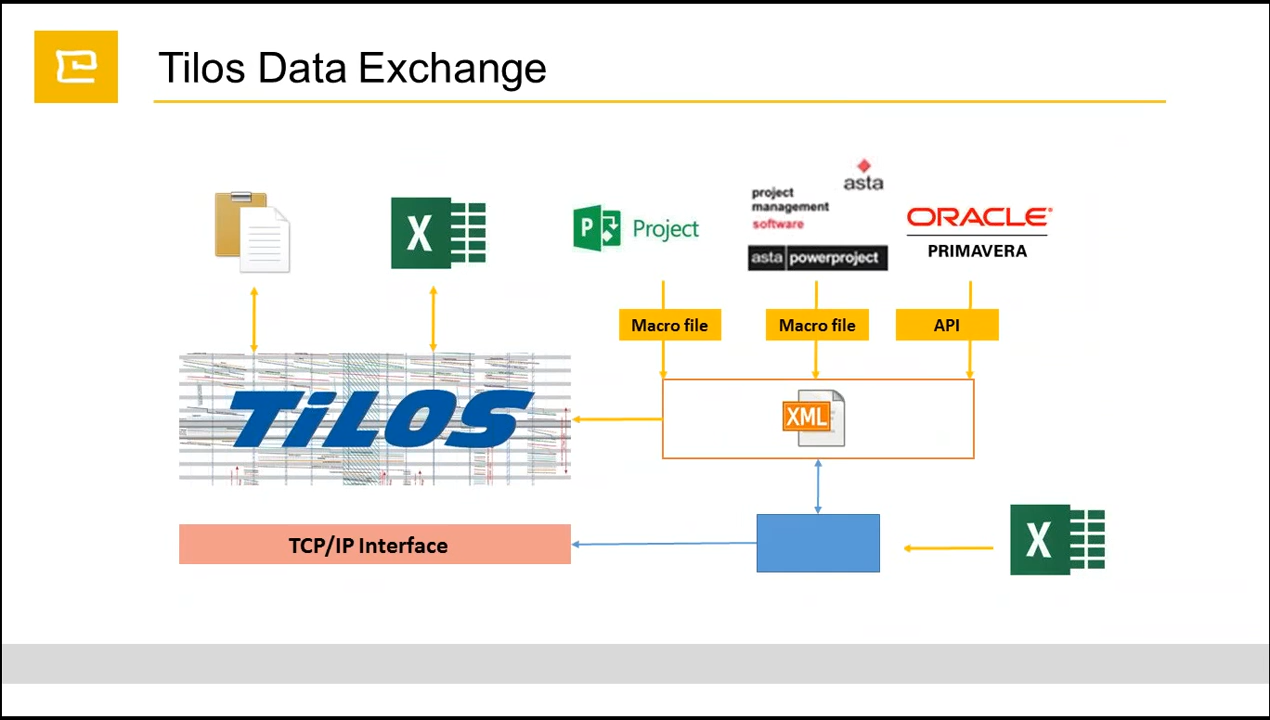 Tilos Data Exchange
X
P
Project
project
management
software
asta
asta powerproject
ORACLE®
PRIMAVERA
Macro file
Macro file
API
TiLOS
XML
TCP/IP Interface
X